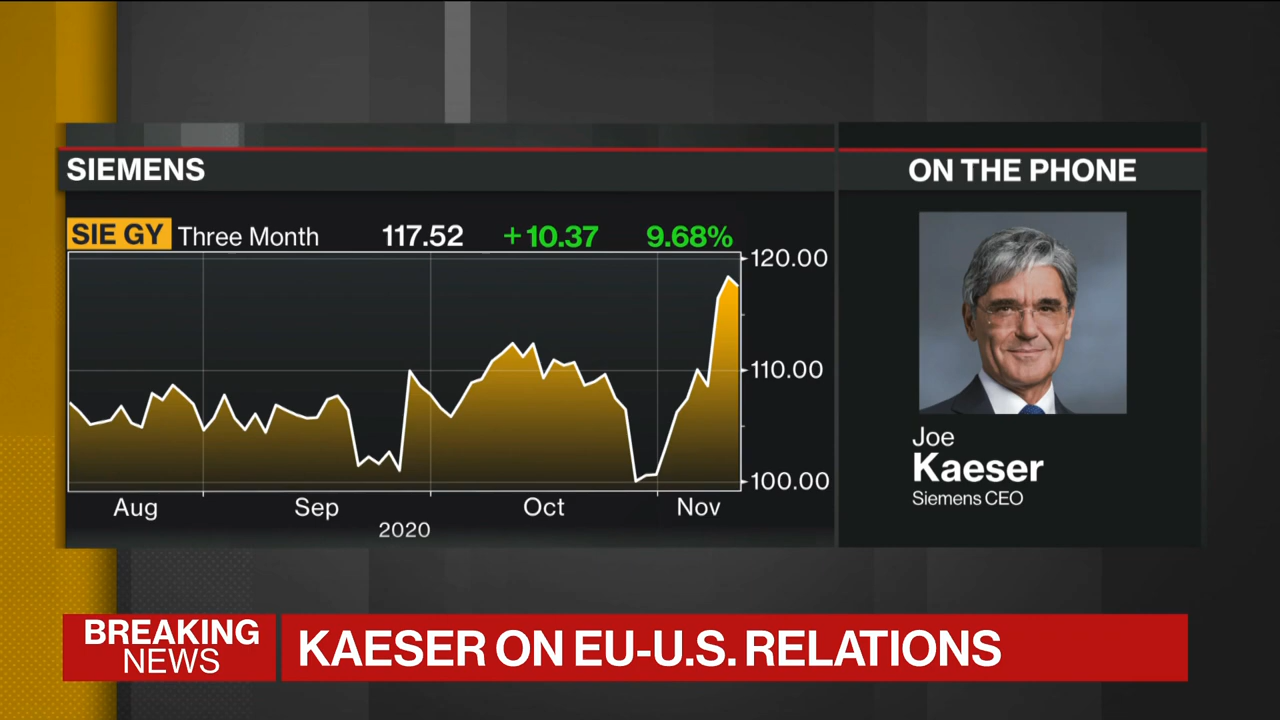 SIEMENS
SIE GY Three Month 117.52 +10.37 9.68%
120.00
110.00
100.00
Aug Sep Oct Nov
2020
ON THE PHONE
Joe
Kaeser
Siemens CEO
BREAKING
NEWS
KAESER ON EU-U.S. RELATIONS